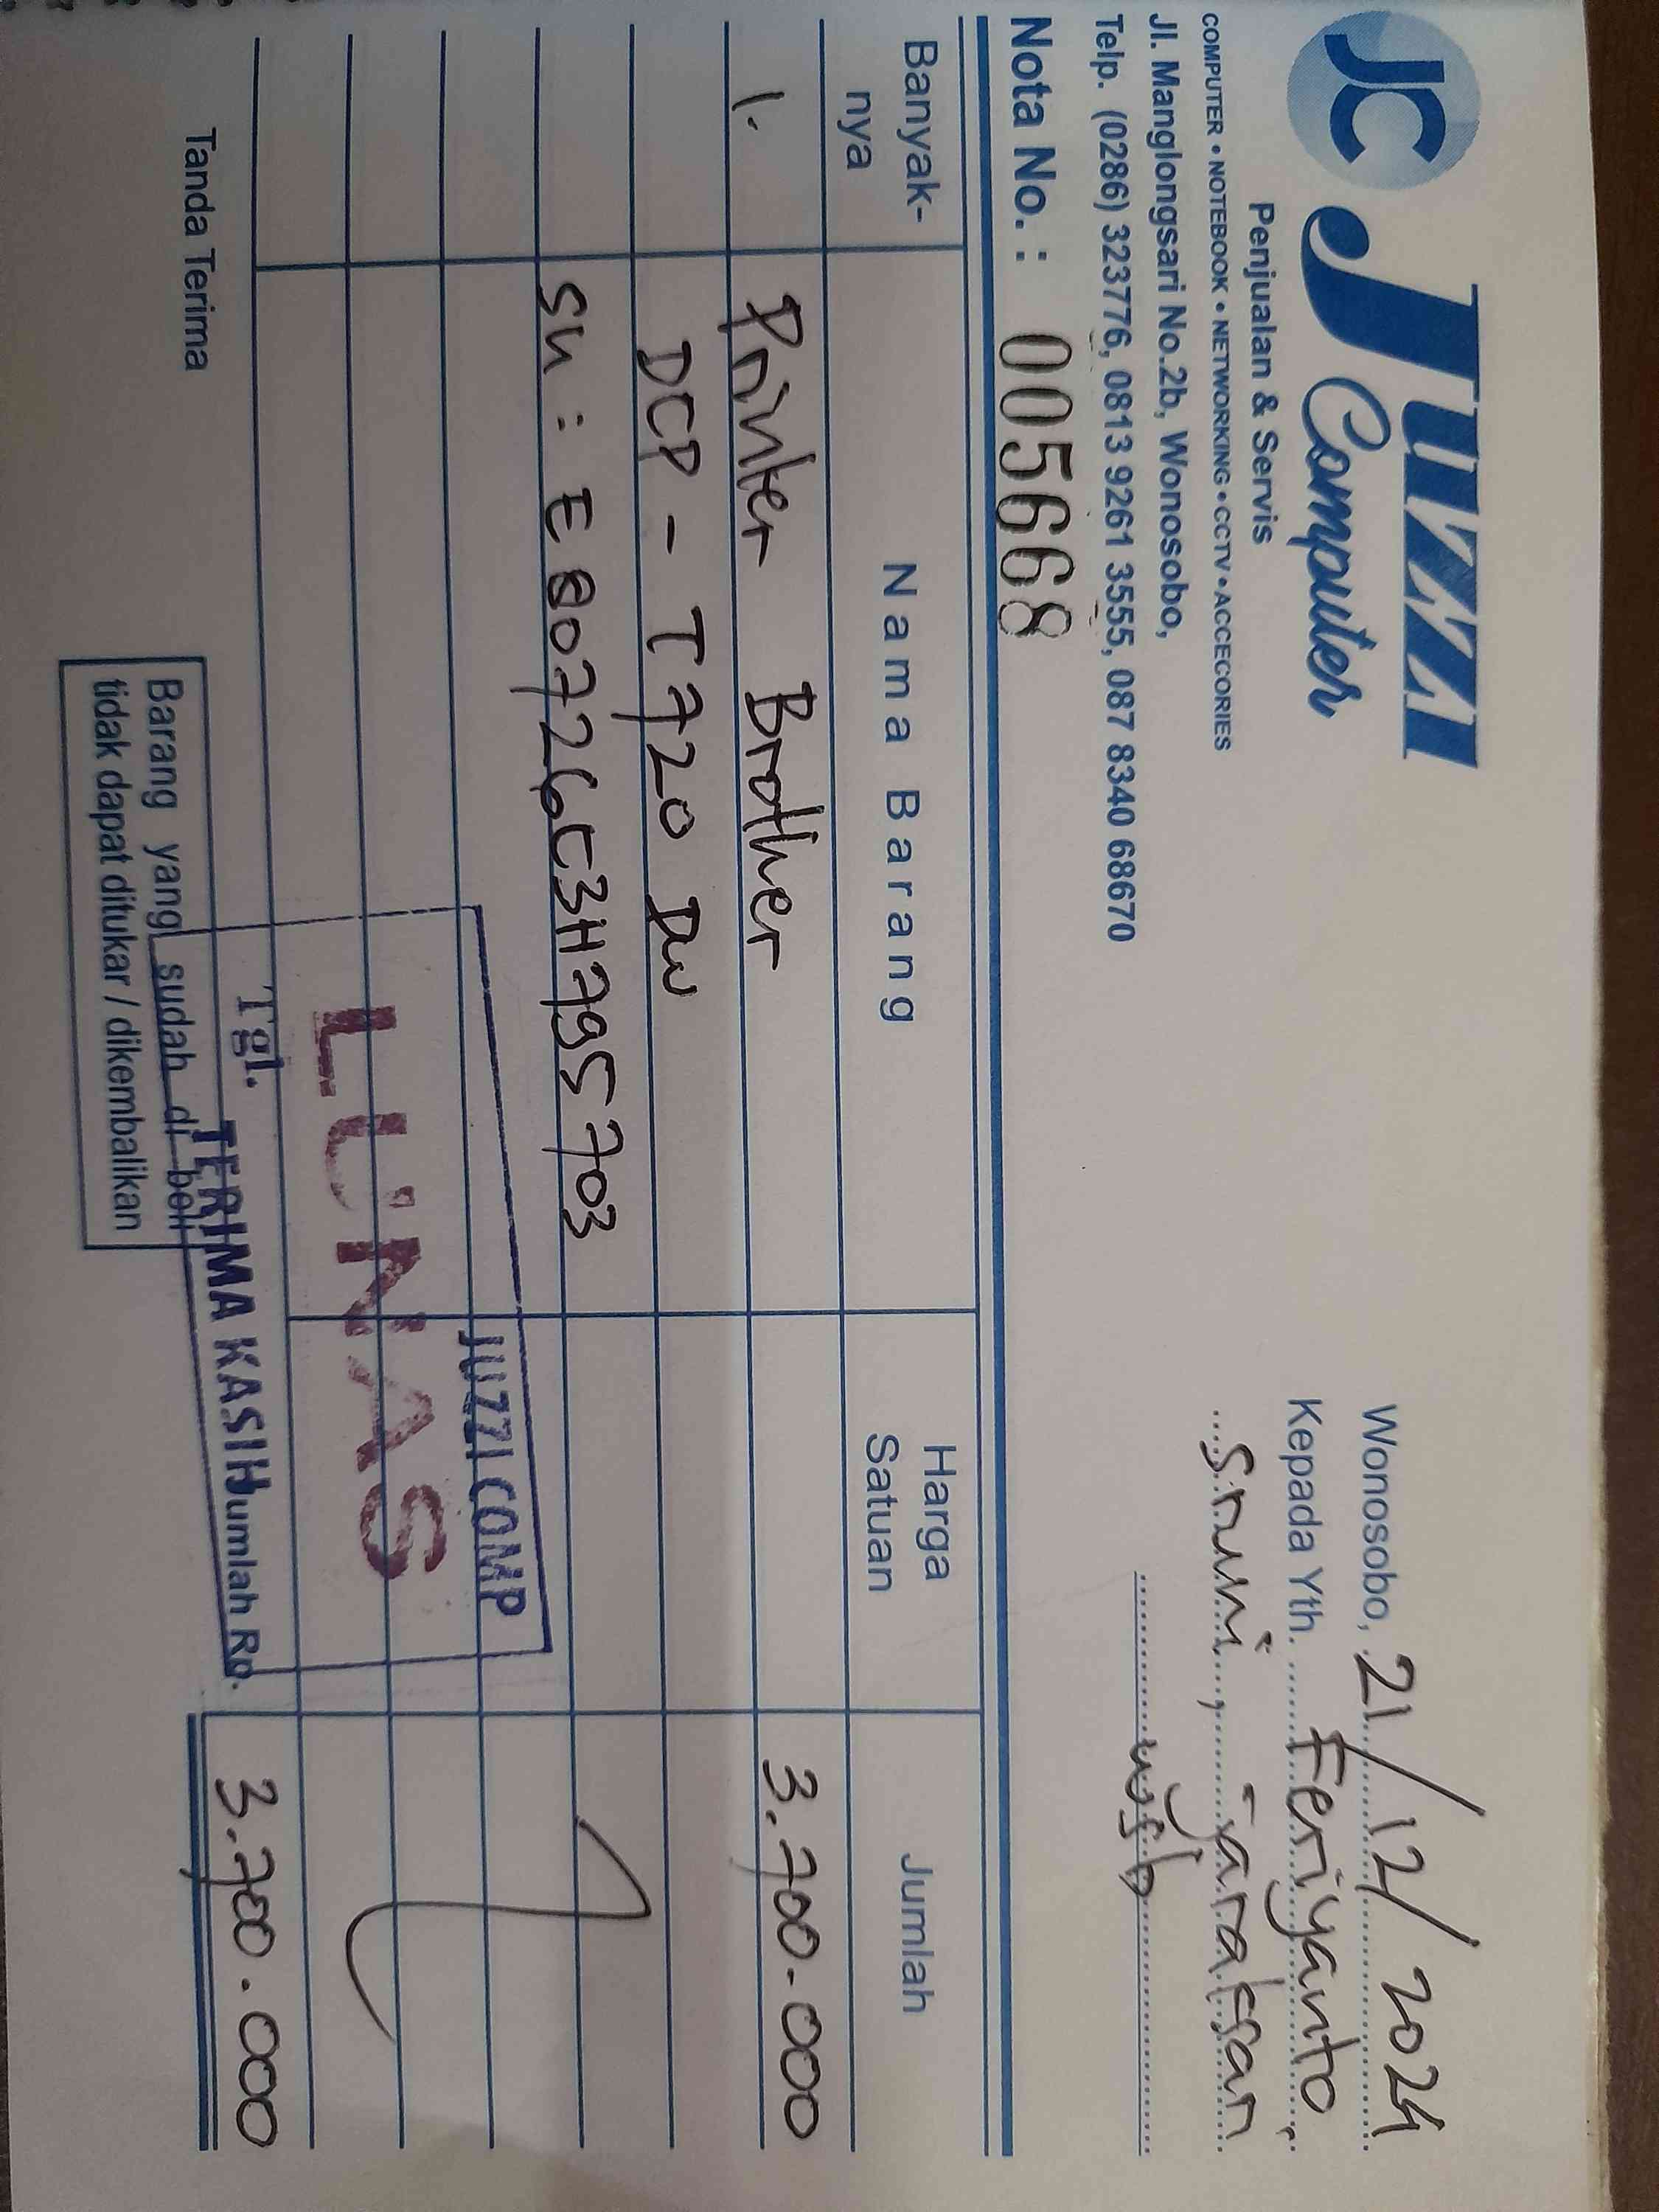 JC JUZZI
Computer
Penjualan & Servis
COMPUTER • NOTEBOOK • NETWORKING • CCTV • ACCECORIES
Jl. Manglongsari No.2b, Wonosobo,
Telp. (0286) 323776, 0813 9261 3555, 087 8340 68670
Wonosobo, 21/12/2024
Kepada Yth. Feriyanto,
Sruni, Jaraksari
wsb
Nota No. : 005668
Banyak-nya Nama Barang Harga Satuan Jumlah
1. Printer Brother 3.700.000
DCP - T720 DW
SN : E80726C3H795703
JUZZI COMP
LUNAS
Tgl.
TERIMA KASIH
Tanda Terima
Jumlah Rp. 3.700.000
Barang yang sudah di beli
tidak dapat ditukar / dikembalikan